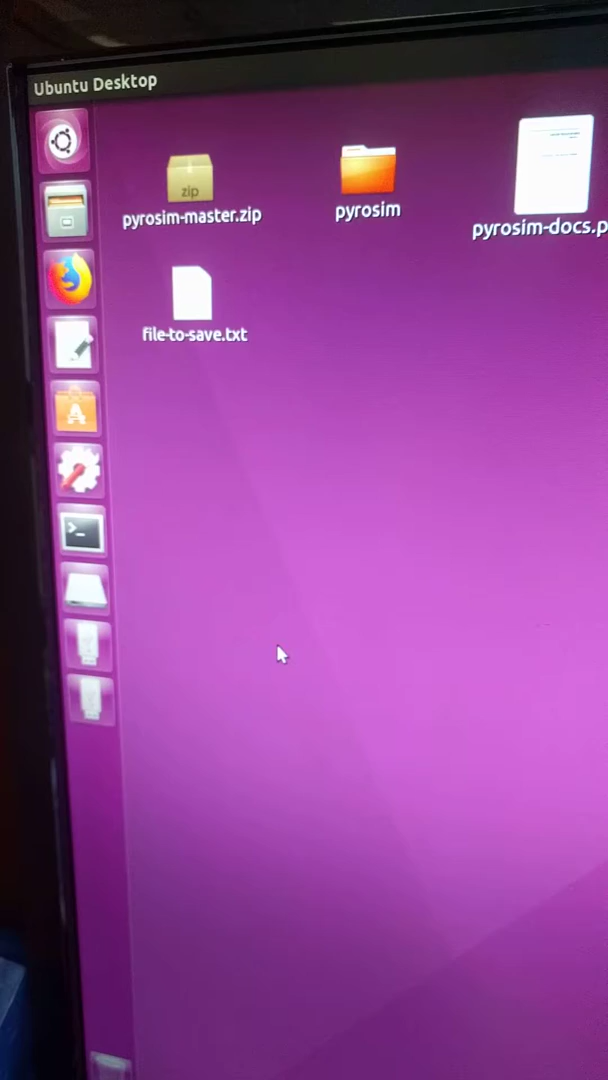 Ubuntu Desktop
zip
pyrosim-master.zip
pyrosim
pyrosim-docs.p
file-to-save.txt